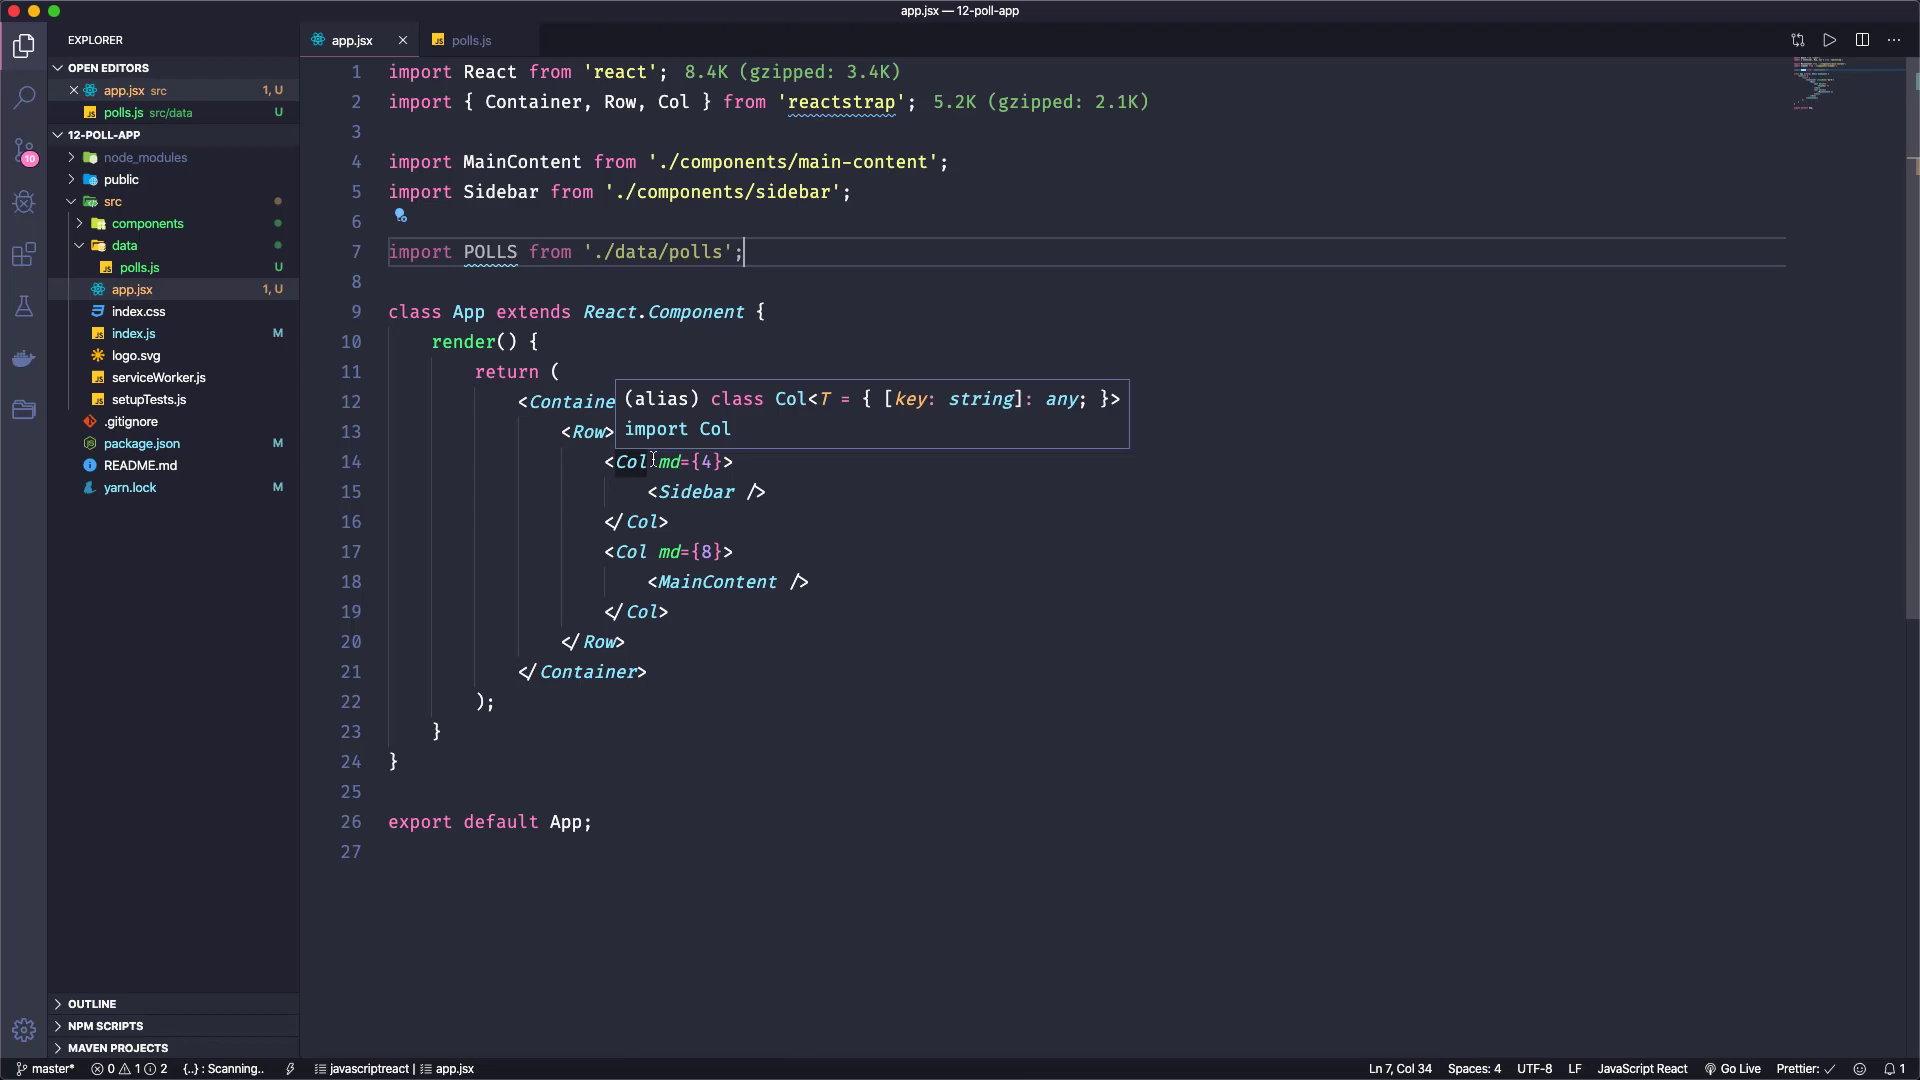 app.jsx — 12-poll-app
EXPLORER
OPEN EDITORS
app.jsx src 1, U
polls.js src/data U
12-POLL-APP
node_modules
public
src
components
data
polls.js U
app.jsx 1, U
index.css
index.js M
logo.svg
serviceWorker.js
setupTests.js
.gitignore
package.json M
README.md
yarn.lock M
OUTLINE
NPM SCRIPTS
MAVEN PROJECTS
10
app.jsx
polls.js
1 import React from 'react'; 8.4K (gzipped: 3.4K)
2 import { Container, Row, Col } from 'reactstrap'; 5.2K (gzipped: 2.1K)
3
4 import MainContent from './components/main-content';
5 import Sidebar from './components/sidebar';
6
7 import POLLS from './data/polls';
8
9 class App extends React.Component {
10 render() {
11 return (
12 <Containe
(alias) class Col<T = { [key: string]: any; }>
import Col
13 <Row>
14 <Col md={4}>
15 <Sidebar />
16 </Col>
17 <Col md={8}>
18 <MainContent />
19 </Col>
20 </Row>
21 </Container>
22 );
23 }
24 }
25
26 export default App;
27
master* 0 1 2 {..} : Scanning.. javascriptreact | app.jsx Ln 7, Col 34 Spaces: 4 UTF-8 LF JavaScript React Go Live Prettier: ✓ 1